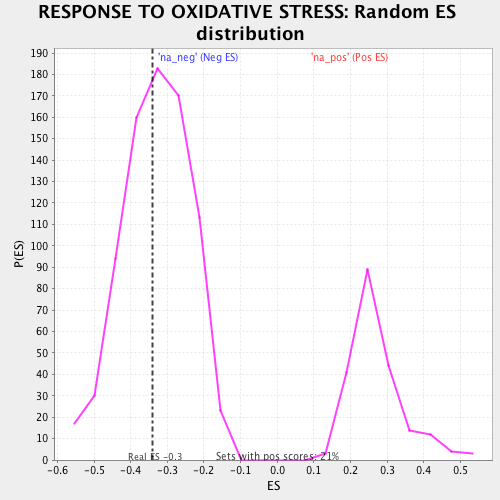 RESPONSE TO OXIDATIVE STRESS: Random ES
distribution
'na_neg' (Neg ES)
'na_pos' (Pos ES)
190
180
170
160
150
140
130
120
110
100
90
80
70
60
50
40
30
20
10
0
P(ES)
Real ES -0.3
Sets with pos scores: 21%
-0.6 -0.5 -0.4 -0.3 -0.2 -0.1 0.0 0.1 0.2 0.3 0.4 0.5
ES